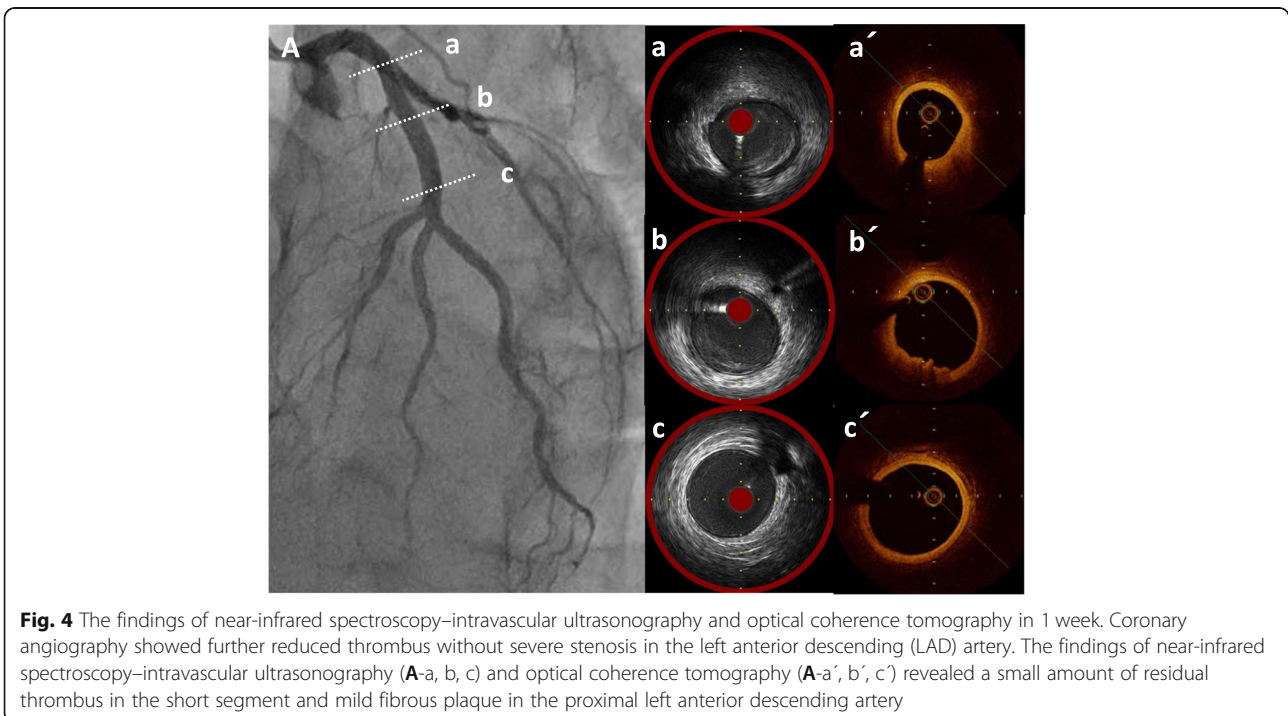 A
a
b
c
a
b
c
a´
b´
c´
Fig. 4 The findings of near-infrared spectroscopy–intravascular ultrasonography and optical coherence tomography in 1 week. Coronary
angiography showed further reduced thrombus without severe stenosis in the left anterior descending (LAD) artery. The findings of near-infrared
spectroscopy–intravascular ultrasonography (A-a, b, c) and optical coherence tomography (A-a´, b´, c´) revealed a small amount of residual
thrombus in the short segment and mild fibrous plaque in the proximal left anterior descending artery